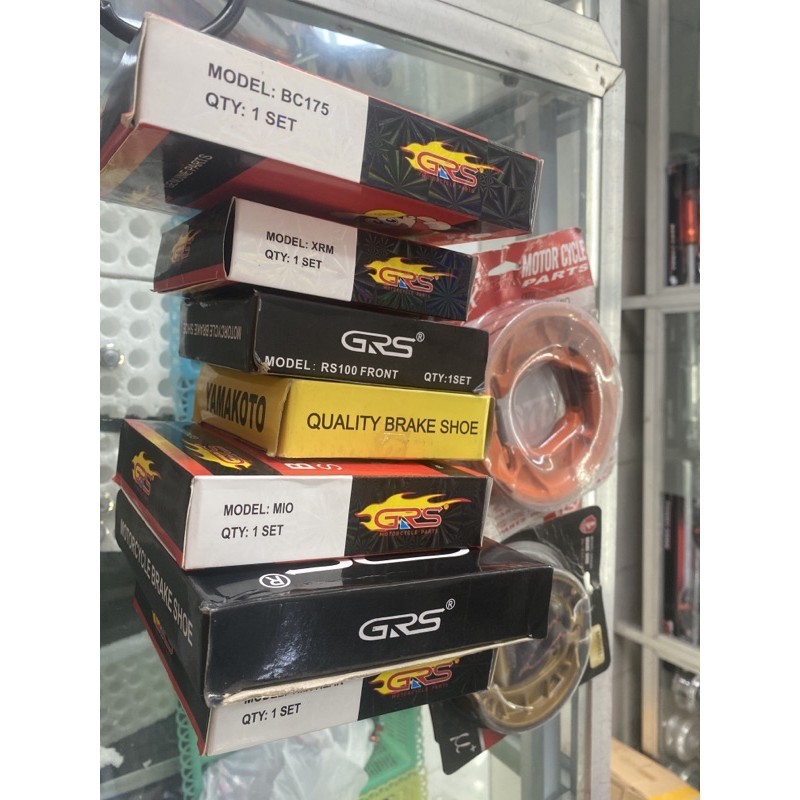 MODEL: BC175
QTY: 1 SET
GRS
MODEL: XRM
QTY: 1 SET
GRS
MOTOR CYCLE
PARTS
MOTORCYCLE BRAKE SHOE
GRS®
MODEL: RS100 FRONT QTY:1SET
YAMAKOTO
QUALITY BRAKE SHOE
MODEL: MIO
QTY: 1 SET
GRS
MOTORCYCLE PARTS
MOTORCYCLE BRAKE SHOE
®
GRS®
GRS
QTY: 1 SET